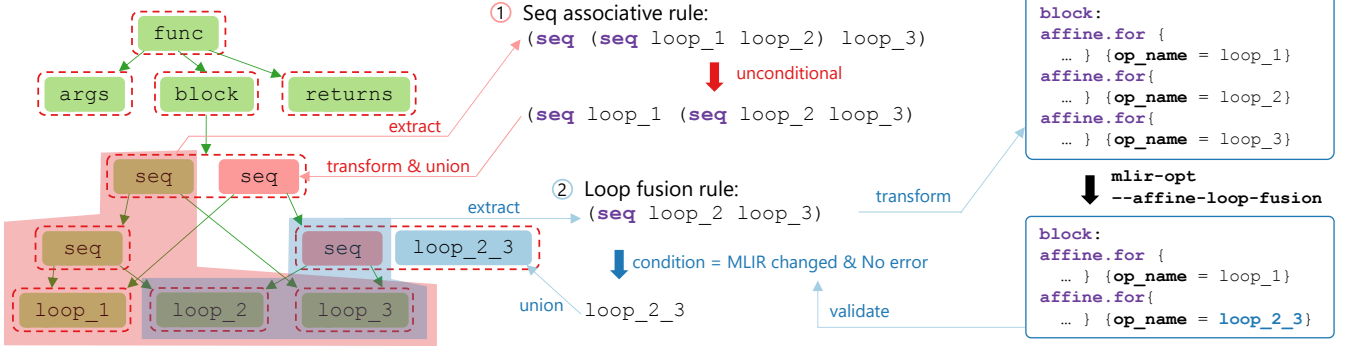 func
args
block
returns
extract
transform & union
seq
seq
extract
seq
seq
loop_2_3
loop_1
loop_2
loop_3
union
① Seq associative rule:
(seq (seq loop_1 loop_2) loop_3)
unconditional
(seq loop_1 (seq loop_2 loop_3)
② Loop fusion rule:
(seq loop_2 loop_3)
condition = MLIR changed & No error
loop_2_3
transform
validate
block:
affine.for {
… } {op_name = loop_1}
affine.for{
… } {op_name = loop_2}
affine.for{
… } {op_name = loop_3}
mlir-opt
--affine-loop-fusion
block:
affine.for {
… } {op_name = loop_1}
affine.for{
… } {op_name = loop_2_3}